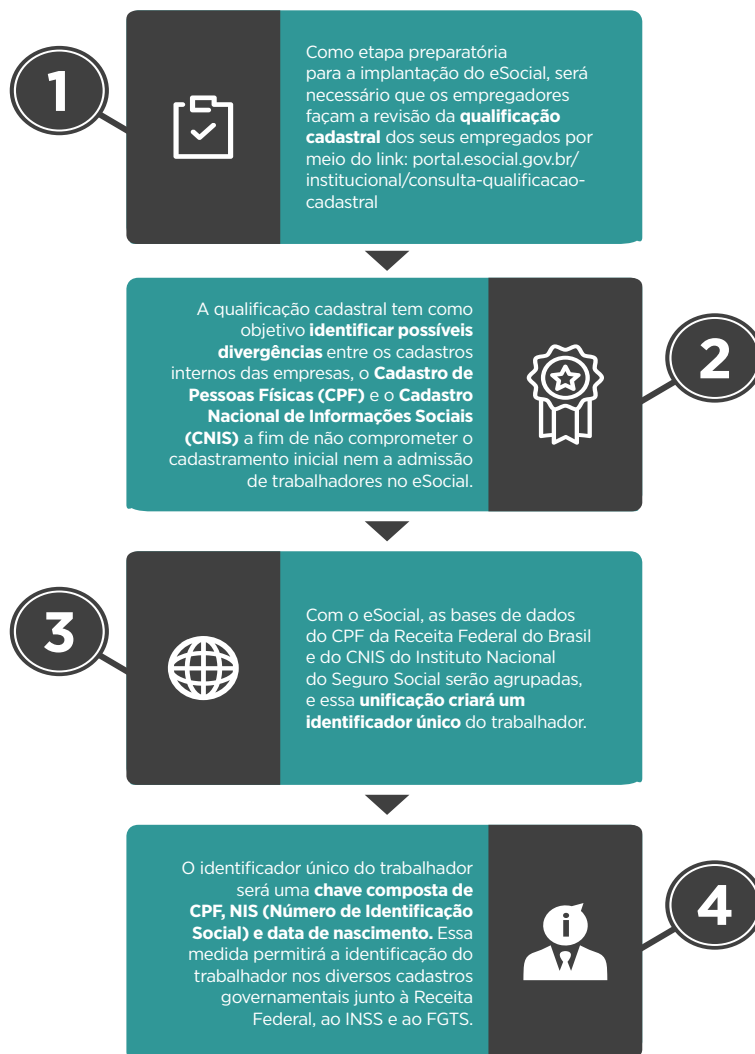 1
Como etapa preparatória
para a implantação do eSocial, será
necessário que os empregadores
façam a revisão da qualificação
cadastral dos seus empregados por
meio do link: portal.esocial.gov.br/
institucional/consulta-qualificacao-
cadastral
A qualificação cadastral tem como
objetivo identificar possíveis
divergências entre os cadastros
internos das empresas, o Cadastro de
Pessoas Físicas (CPF) e o Cadastro
Nacional de Informações Sociais
(CNIS) a fim de não comprometer o
cadastramento inicial nem a admissão
de trabalhadores no eSocial.
2
3
Com o eSocial, as bases de dados
do CPF da Receita Federal do Brasil
e do CNIS do Instituto Nacional
do Seguro Social serão agrupadas,
e essa unificação criará um
identificador único do trabalhador.
O identificador único do trabalhador
será uma chave composta de
CPF, NIS (Número de Identificação
Social) e data de nascimento. Essa
medida permitirá a identificação do
trabalhador nos diversos cadastros
governamentais junto à Receita
Federal, ao INSS e ao FGTS.
i
4